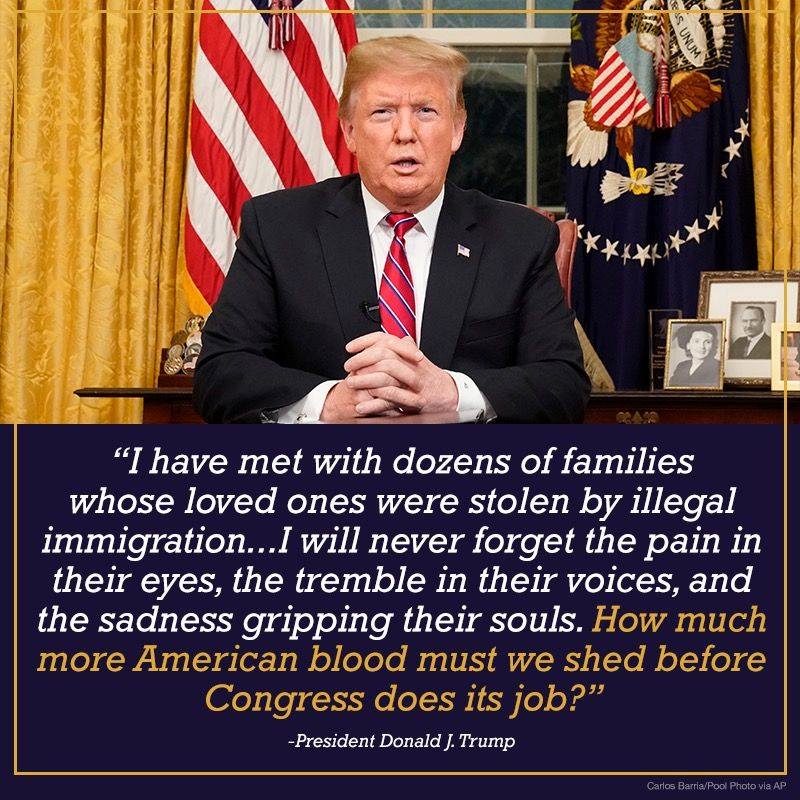 S UNUM
“I have met with dozens of families
whose loved ones were stolen by illegal
immigration...I will never forget the pain in
their eyes, the tremble in their voices, and
the sadness gripping their souls. How much
more American blood must we shed before
Congress does its job?”
-President Donald J. Trump
Carlos Barria/Pool Photo via AP